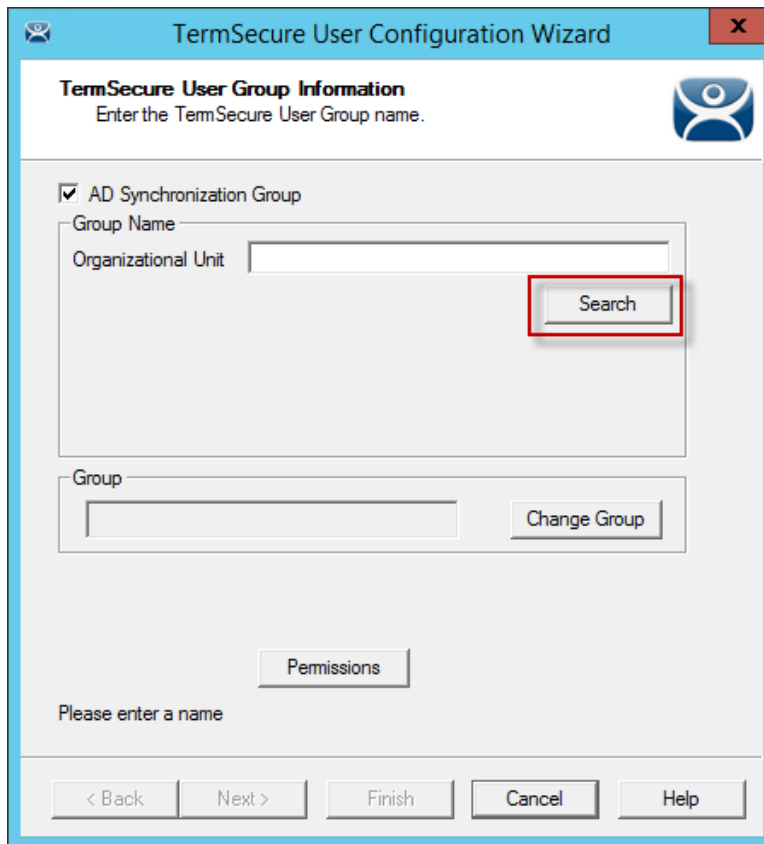 TermSecure User Configuration Wizard
x
TermSecure User Group Information
Enter the TermSecure User Group name.
AD Synchronization Group
Group Name
Organizational Unit
Search
Group
Change Group
Permissions
Please enter a name
< Back Next > Finish Cancel Help